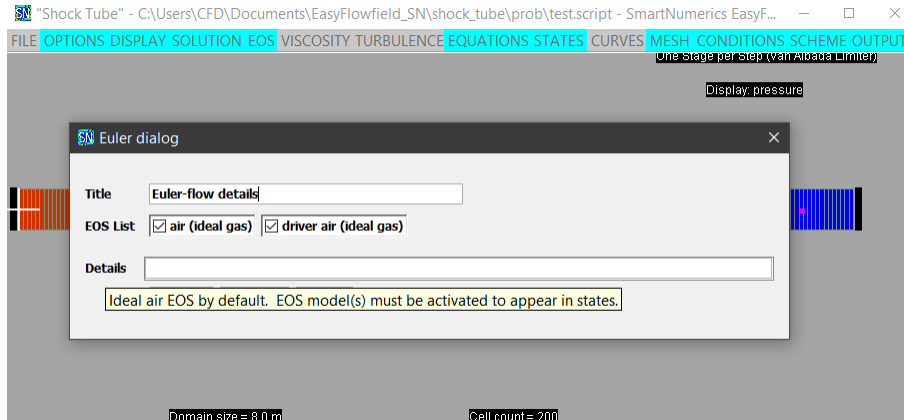 SN "Shock Tube" - C:\Users\CFD\Documents\EasyFlowfield_SN\shock_tube\prob\test.script - SmartNumerics EasyF...
FILE OPTIONS DISPLAY SOLUTION EOS VISCOSITY TURBULENCE EQUATIONS STATES CURVES MESH CONDITIONS SCHEME OUTPUT
One Stage per Step (Van Albada Limiter)
Display: pressure
SN Euler dialog
Title Euler-flow details
EOS List air (ideal gas) driver air (ideal gas)
Details
Ideal air EOS by default. EOS model(s) must be activated to appear in states.
Domain size = 8.0 m Cell count = 200